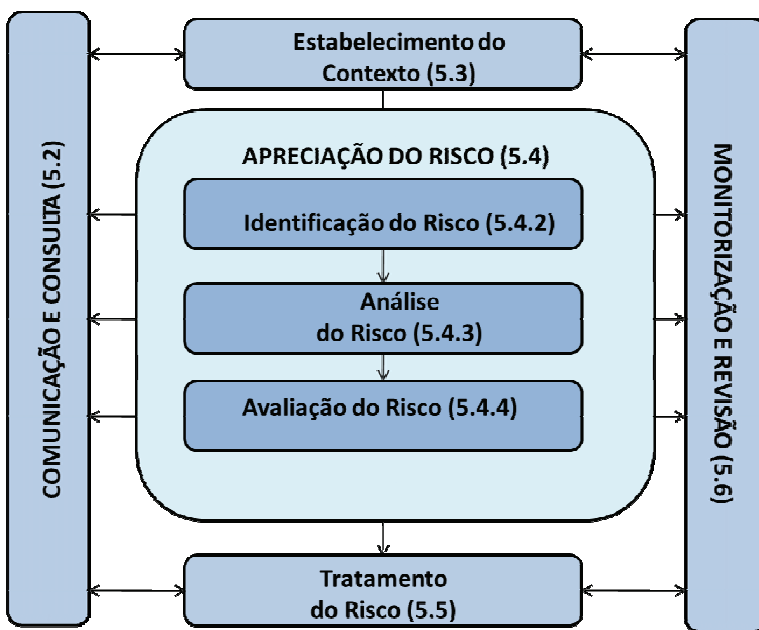 COMUNICAÇÃO E CONSULTA (5.2)
Estabelecimento do
Contexto (5.3)
APRECIAÇÃO DO RISCO (5.4)
Identificação do Risco (5.4.2)
Análise
do Risco (5.4.3)
Avaliação do Risco (5.4.4)
Tratamento
do Risco (5.5)
MONITORIZAÇÃO E REVISÃO (5.6)